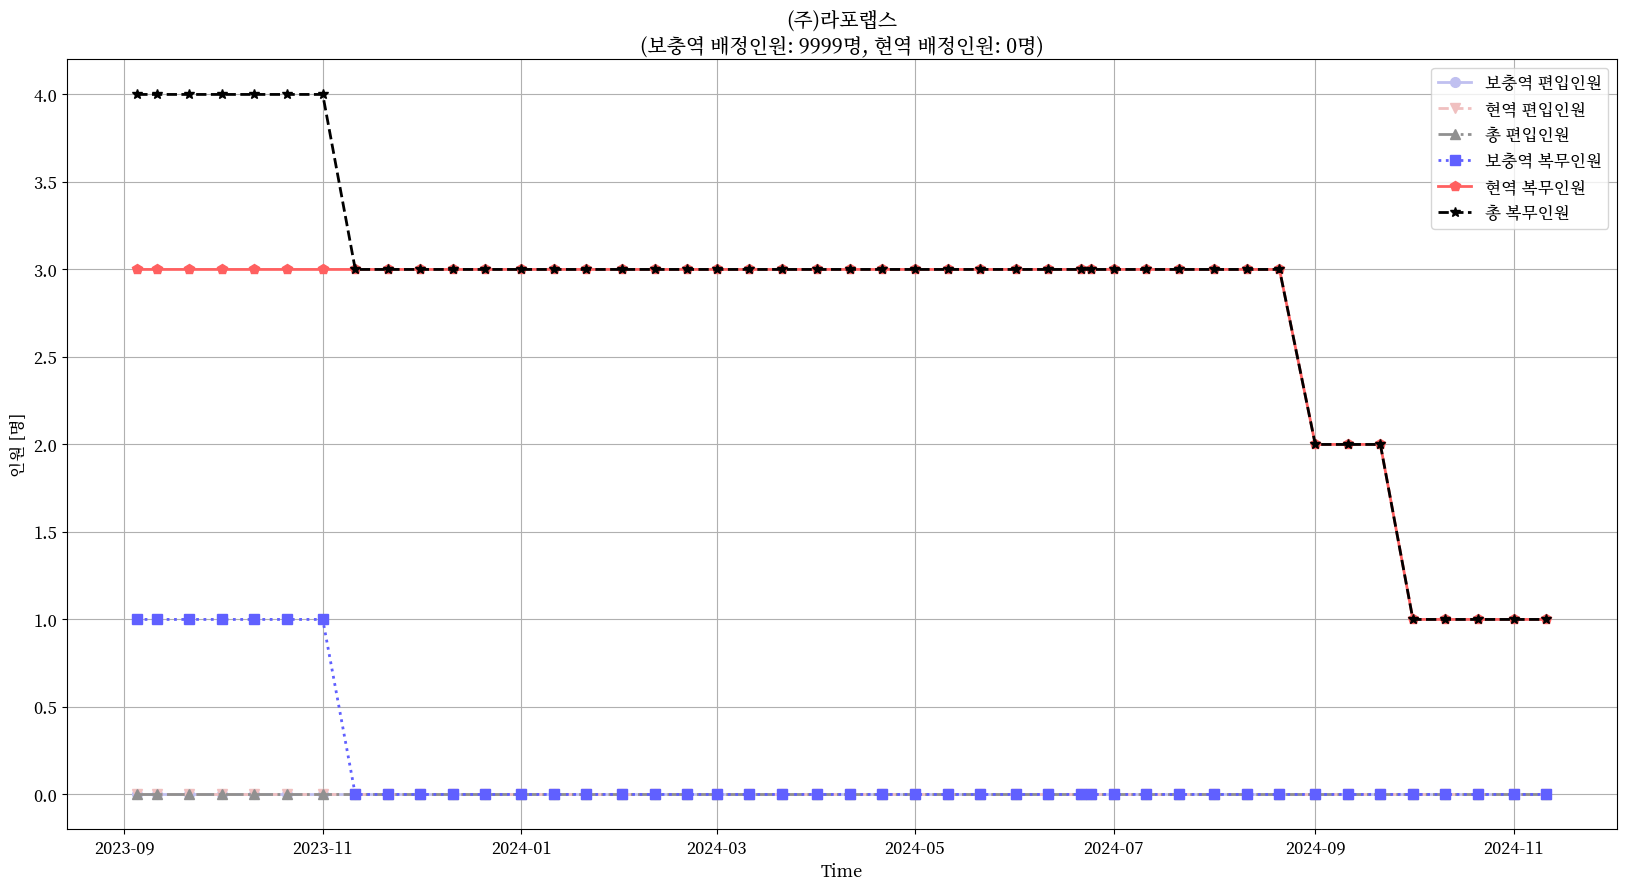 (주)라포랩스
(보충역 배정인원: 9999명, 현역 배정인원: 0명)
보충역 편입인원
현역 편입인원
총 편입인원
보충역 복무인원
현역 복무인원
총 복무인원
4.0
3.5
3.0
2.5
2.0
1.5
1.0
0.5
0.0
인원 [명]
2023-09 2023-11 2024-01 2024-03 2024-05 2024-07 2024-09 2024-11
Time